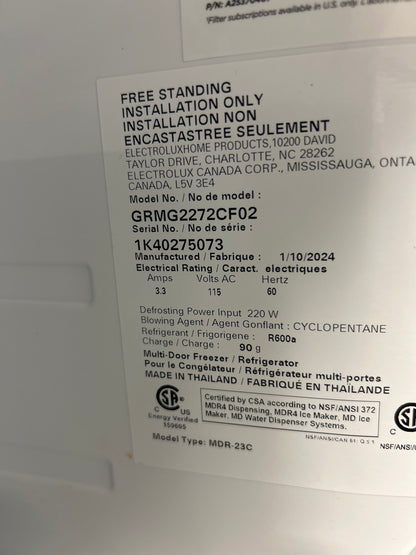 P/N:
Filter subscriptions available in U.S. only.
FREE STANDING
INSTALLATION ONLY
INSTALLATION NON
ENCASTASTREE SEULEMENT
ELECTROLUXHOME PRODUCTS,10200 DAVID
TAYLOR DRIVE, CHARLOTTE, NC 28262
ELECTROLUX CANADA CORP., MISSISSAUGA, ONTA
CANADA, L5V 3E4
Model No. / No de model :
GRMG2272CF02
Serial No. / No de série :
1K40275073
Manufactured / Fabrique : 1/10/2024
Electrical Rating / Caract. electriques
Amps Volts AC Hertz
3.3 115 60
Defrosting Power Input 220 W
Blowing Agent / Agent Gonflant : CYCLOPENTANE
Refrigerant / Frigorigene : R600a
Charge / Charge : 90 g
Multi-Door Freezer / Refrigerator
Pour le Congélateur / Réfrigérateur multi-portes
MADE IN THAILAND / FABRIQUÉ EN THAÏLANDE
SA ®
C US
Energy Verified
Certified by CSA according to NSF/ANSI 372
MDR4 Dispensing, MDR4 Ice Maker, MD Ice
Maker, MD Water Dispenser Systems.
C
Model Type: MDR-23C